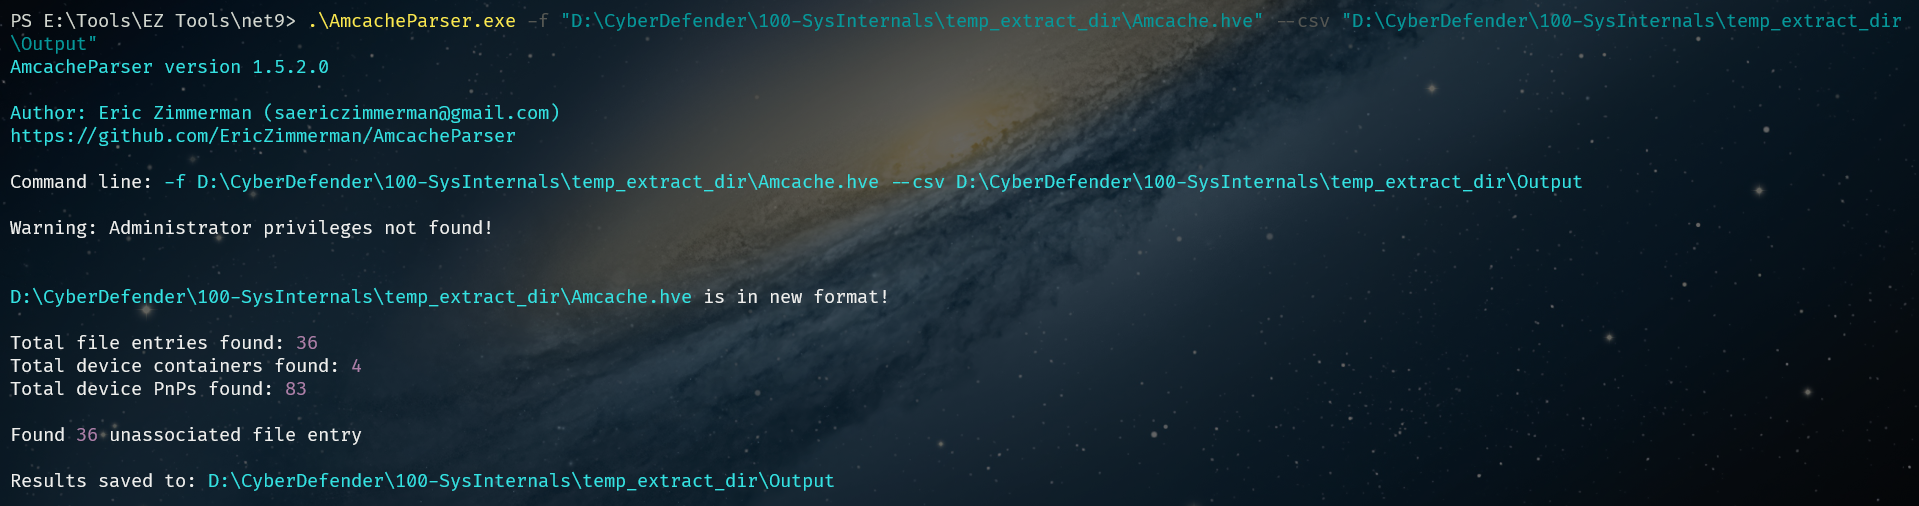 PS E:\Tools\EZ Tools\net9> .\AmcacheParser.exe -f "D:\CyberDefender\100-SysInternals\temp_extract_dir\Amcache.hve" --csv "D:\CyberDefender\100-SysInternals\temp_extract_dir
\Output"
AmcacheParser version 1.5.2.0
Author: Eric Zimmerman (saericzimmerman@gmail.com)
https://github.com/EricZimmerman/AmcacheParser
Command line: -f D:\CyberDefender\100-SysInternals\temp_extract_dir\Amcache.hve --csv D:\CyberDefender\100-SysInternals\temp_extract_dir\Output
Warning: Administrator privileges not found!
D:\CyberDefender\100-SysInternals\temp_extract_dir\Amcache.hve is in new format!
Total file entries found: 36
Total device containers found: 4
Total device PnPs found: 83
Found 36 unassociated file entry
Results saved to: D:\CyberDefender\100-SysInternals\temp_extract_dir\Output